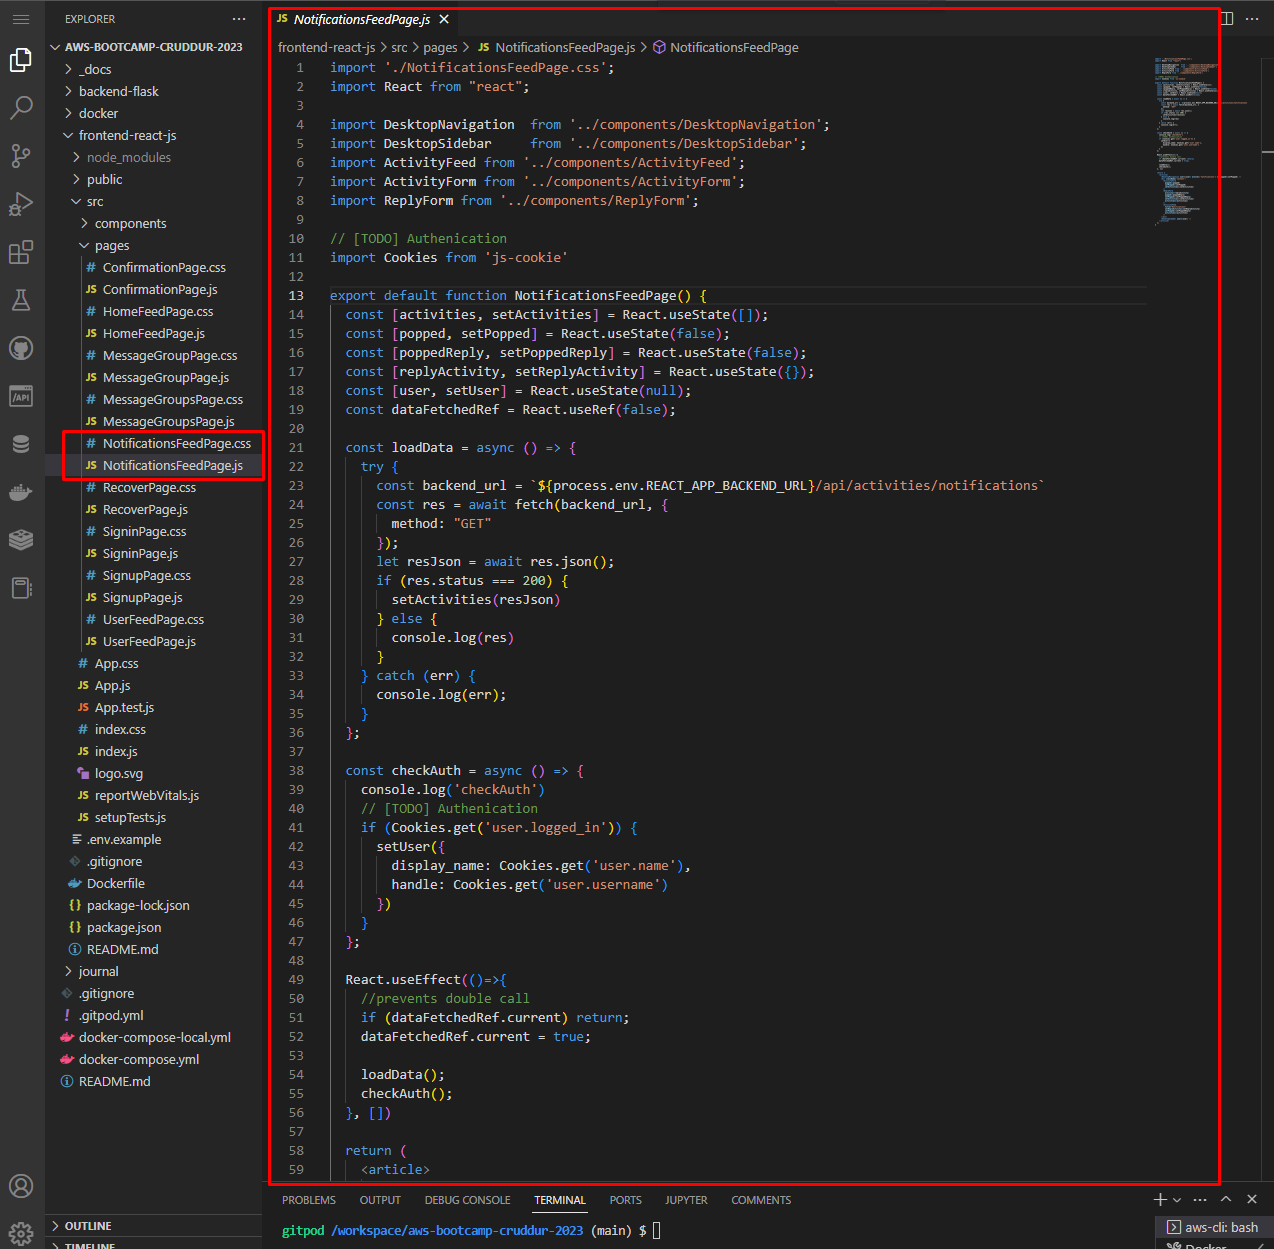 EXPLORER
AWS-BOOTCAMP-CRUDDUR-2023
_docs
backend-flask
docker
frontend-react-js
node_modules
public
src
components
pages
# ConfirmationPage.css
JS ConfirmationPage.js
# HomeFeedPage.css
JS HomeFeedPage.js
# MessageGroupPage.css
JS MessageGroupPage.js
# MessageGroupsPage.css
JS MessageGroupsPage.js
# NotificationsFeedPage.css
JS NotificationsFeedPage.js
# RecoverPage.css
JS RecoverPage.js
# SigninPage.css
JS SigninPage.js
# SignupPage.css
JS SignupPage.js
# UserFeedPage.css
JS UserFeedPage.js
# App.css
JS App.js
JS App.test.js
# index.css
JS index.js
logo.svg
JS reportWebVitals.js
JS setupTests.js
.env.example
.gitignore
Dockerfile
{} package-lock.json
{} package.json
README.md
journal
.gitignore
! .gitpod.yml
docker-compose-local.yml
docker-compose.yml
README.md
OUTLINE
TIMELINE
/API
JS NotificationsFeedPage.js
frontend-react-js > src > pages > JS NotificationsFeedPage.js > NotificationsFeedPage
1 import './NotificationsFeedPage.css';
2 import React from "react";
3
4 import DesktopNavigation  from '../components/DesktopNavigation';
5 import DesktopSidebar     from '../components/DesktopSidebar';
6 import ActivityFeed from '../components/ActivityFeed';
7 import ActivityForm from '../components/ActivityForm';
8 import ReplyForm from '../components/ReplyForm';
9
10 // [TODO] Authenication
11 import Cookies from 'js-cookie'
12
13 export default function NotificationsFeedPage() {
14   const [activities, setActivities] = React.useState([]);
15   const [popped, setPopped] = React.useState(false);
16   const [poppedReply, setPoppedReply] = React.useState(false);
17   const [replyActivity, setReplyActivity] = React.useState({});
18   const [user, setUser] = React.useState(null);
19   const dataFetchedRef = React.useRef(false);
20
21   const loadData = async () => {
22     try {
23       const backend_url = `${process.env.REACT_APP_BACKEND_URL}/api/activities/notifications`
24       const res = await fetch(backend_url, {
25         method: "GET"
26       });
27       let resJson = await res.json();
28       if (res.status === 200) {
29         setActivities(resJson)
30       } else {
31         console.log(res)
32       }
33     } catch (err) {
34       console.log(err);
35     }
36   };
37
38   const checkAuth = async () => {
39     console.log('checkAuth')
40     // [TODO] Authenication
41     if (Cookies.get('user.logged_in')) {
42       setUser({
43         display_name: Cookies.get('user.name'),
44         handle: Cookies.get('user.username')
45       })
46     }
47   };
48
49   React.useEffect(()=>{
50     //prevents double call
51     if (dataFetchedRef.current) return;
52     dataFetchedRef.current = true;
53
54     loadData();
55     checkAuth();
56   }, [])
57
58   return (
59     <article>
PROBLEMS OUTPUT DEBUG CONSOLE TERMINAL PORTS JUPYTER COMMENTS
gitpod /workspace/aws-bootcamp-cruddur-2023 (main) $
aws-cli: bash
Docker